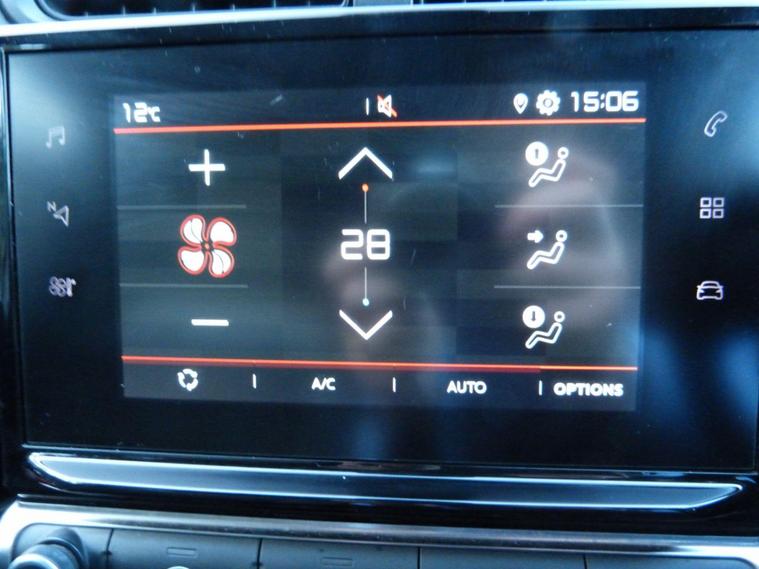 12°C 15:06
N
28
A/C AUTO OPTIONS